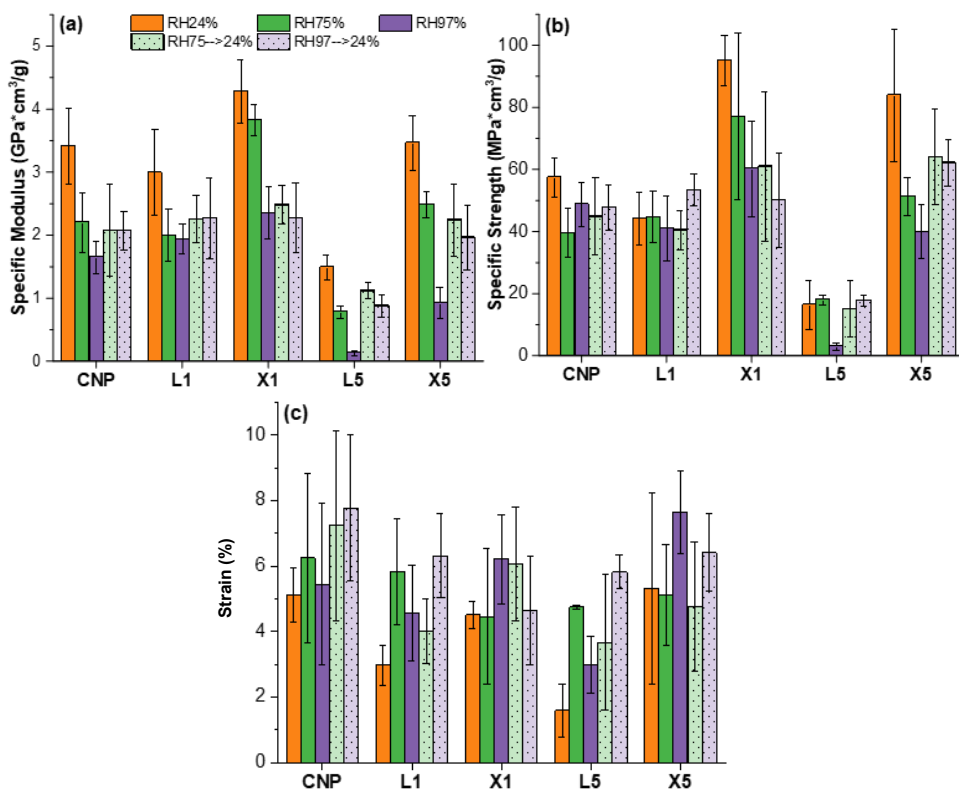 (a)
RH24% RH75% RH97%
RH75-->24% RH97-->24%
Specific Modulus (GPa*cm³/g)
5
4
3
2
1
0
CNP L1 X1 L5 X5
(b)
Specific Strength (MPa*cm³/g)
100
80
60
40
20
0
CNP L1 X1 L5 X5
(c)
Strain (%)
10
8
6
4
2
0
CNP L1 X1 L5 X5